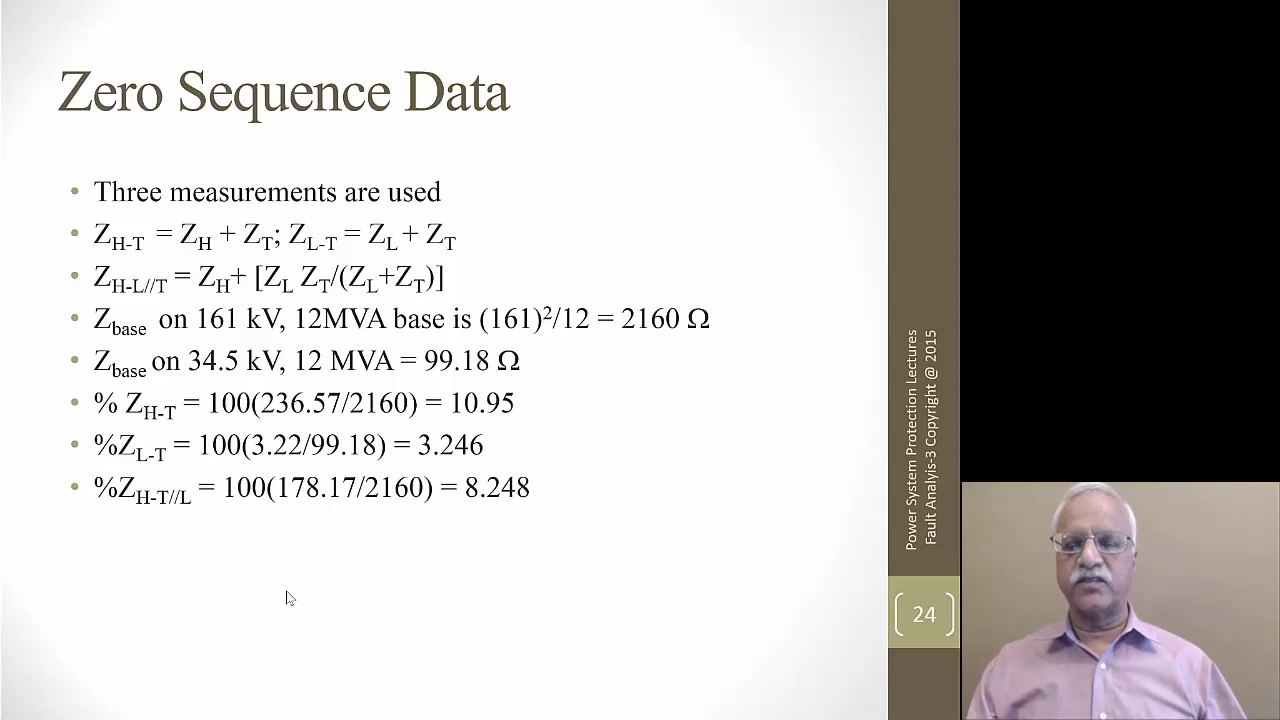 Zero Sequence Data
• Three measurements are used
• Z_H-T = Z_H + Z_T; Z_L-T = Z_L + Z_T
• Z_H-L//T = Z_H+ [Z_L Z_T/(Z_L+Z_T)]
• Z_base on 161 kV, 12MVA base is (161)²/12 = 2160 Ω
• Z_base on 34.5 kV, 12 MVA = 99.18 Ω
• % Z_H-T = 100(236.57/2160) = 10.95
• %Z_L-T = 100(3.22/99.18) = 3.246
• %Z_H-T//L = 100(178.17/2160) = 8.248
Power System Protection Lectures
Fault Analyis-3 Copyright @ 2015
24